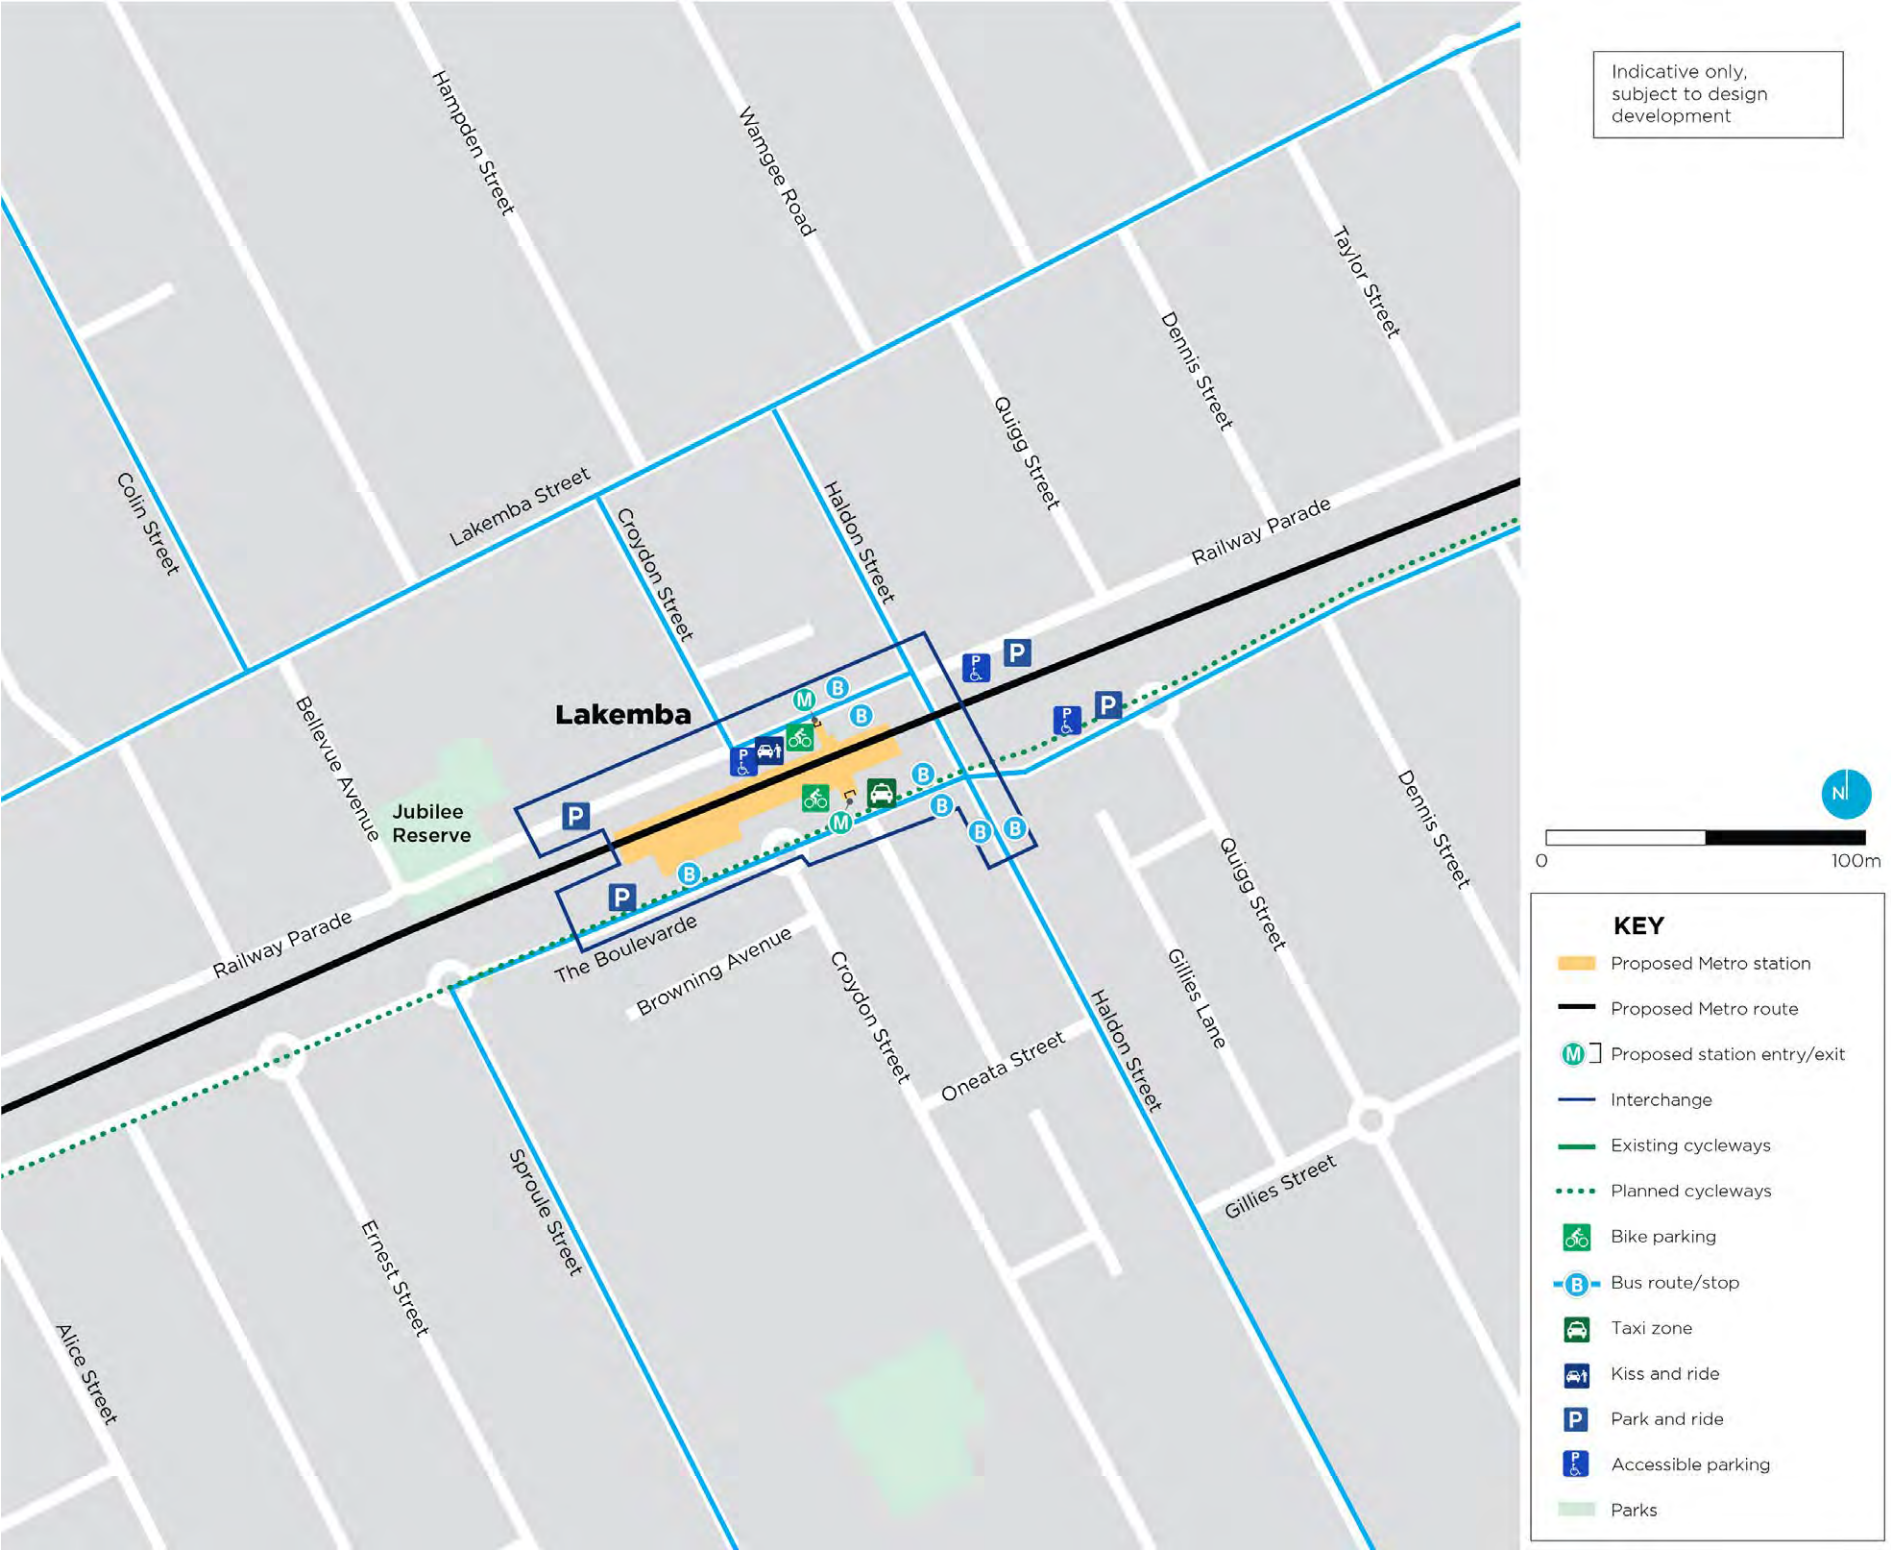 Indicative only,
subject to design
development
Hampden Street
Wamgee Road
Taylor Street
Dennis Street
Quigg Street
Colin Street
Lakemba Street
Haldon Street
Croydon Street
Railway Parade
Lakemba
Bellevue Avenue
Jubilee
Reserve
P
P
P
P
M
B
B
P
P
P
B
B
M
B
B
B
P
Dennis Street
Quigg Street
Railway Parade
The Boulevarde
Browning Avenue
Croydon Street
Gillies Lane
Haldon Street
Oneata Street
Sproule Street
Gillies Street
Ernest Street
Alice Street
N
0 100m
KEY
Proposed Metro station
Proposed Metro route
M Proposed station entry/exit
Interchange
Existing cycleways
Planned cycleways
Bike parking
B Bus route/stop
Taxi zone
Kiss and ride
P Park and ride
P Accessible parking
Parks